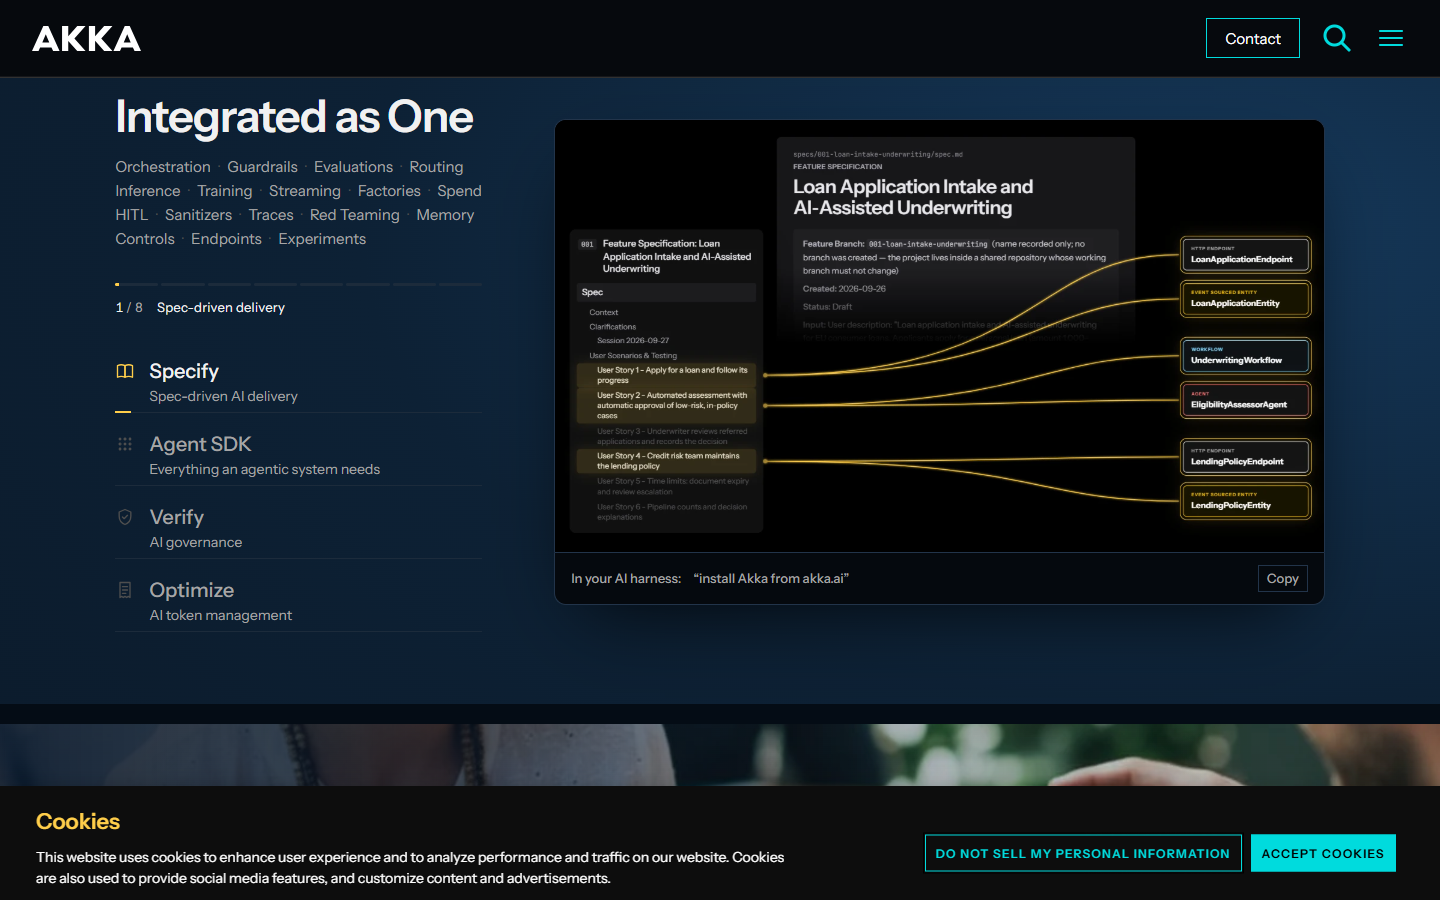 AKKA
Contact
Integrated as One
Orchestration · Guardrails · Evaluations · Routing
Inference · Training · Streaming · Factories · Spend
HITL · Sanitizers · Traces · Red Teaming · Memory
Controls · Endpoints · Experiments
1 / 8 Spec-driven delivery
Specify
Spec-driven AI delivery
Agent SDK
Everything an agentic system needs
Verify
AI governance
Optimize
AI token management
specs/001-loan-intake-underwriting/spec.md
FEATURE SPECIFICATION
Loan Application Intake and
AI-Assisted Underwriting
Feature Branch: 001-loan-intake-underwriting (name recorded only; no
branch was created — the project lives inside a shared repository whose working
branch must not change)
Created: 2026-09-26
Status: Draft
Input: User description: "Loan application intake and AI-assisted underwriting
001 Feature Specification: Loan
Application Intake and AI-Assisted
Underwriting
Spec
Context
Clarifications
Session 2026-09-27
User Scenarios & Testing
User Story 1 - Apply for a loan and follow its
progress
User Story 2 - Automated assessment with
automatic approval of low-risk, in-policy
cases
User Story 3 - Underwriter reviews referred
applications and records the decision
User Story 4 - Credit risk team maintains
the lending policy
User Story 5 - Time limits: document expiry
and review escalation
User Story 6 - Pipeline counts and decision
explanations
HTTP ENDPOINT
LoanApplicationEndpoint
EVENT SOURCED ENTITY
LoanApplicationEntity
WORKFLOW
UnderwritingWorkflow
AGENT
EligibilityAssessorAgent
HTTP ENDPOINT
LendingPolicyEndpoint
EVENT SOURCED ENTITY
LendingPolicyEntity
In your AI harness: “install Akka from akka.ai”
Copy
Cookies
This website uses cookies to enhance user experience and to analyze performance and traffic on our website. Cookies
are also used to provide social media features, and customize content and advertisements.
DO NOT SELL MY PERSONAL INFORMATION
ACCEPT COOKIES